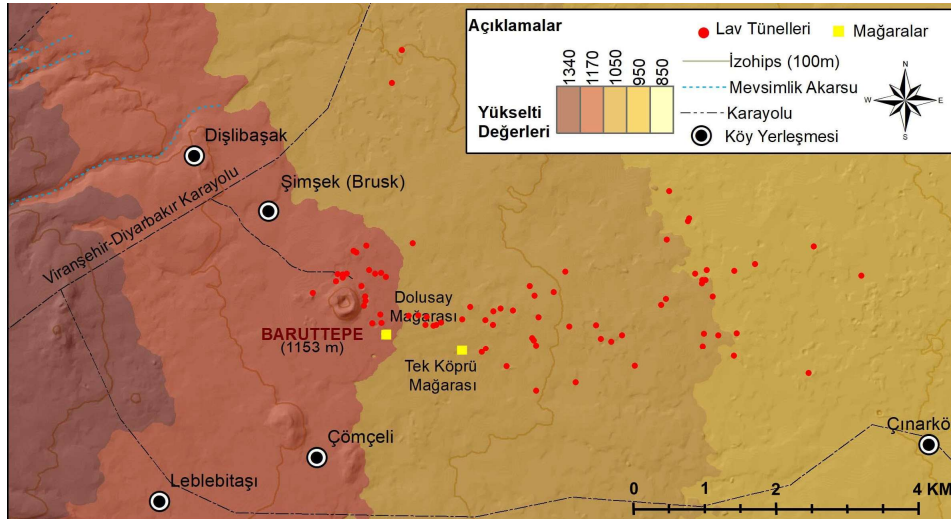 Açıklamalar
Lav Tünelleri
Mağaralar
1340
1170
1050
950
850
İzohips (100m)
Mevsimlik Akarsu
Karayolu
Köy Yerleşmesi
Yükselti
Değerleri
N
W
E
S
Dişlibaşak
Şimşek (Brusk)
Viranşehir-Diyarbakır Karayolu
Dolusay
Mağarası
BARUTTEPE
(1153 m)
Tek Köprü
Mağarası
Çınarkö
Çömçeli
Leblebitaşı
0 1 2 4 KM